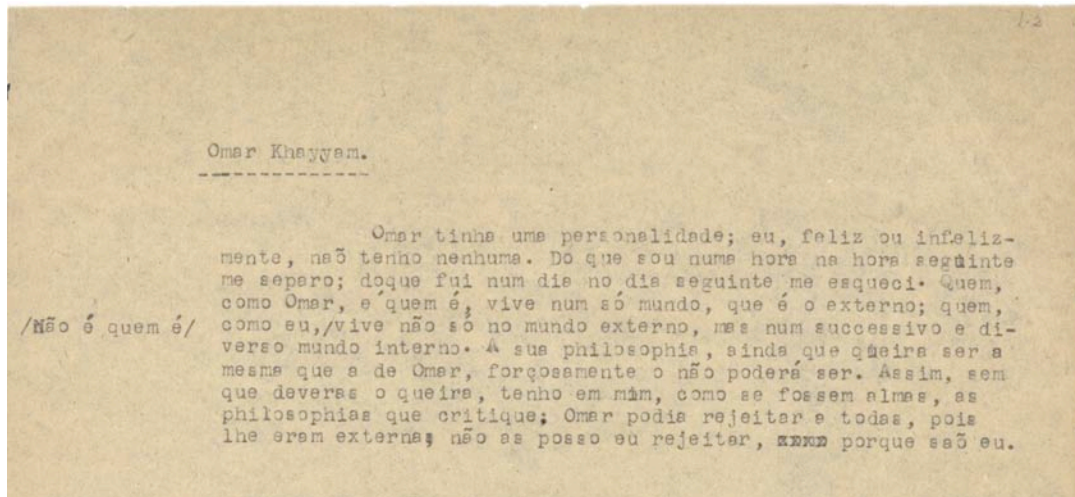 1-2
Omar Khayyam.
Omar tinha uma personalidade; eu, feliz ou infeliz-
mente, naõ tenho nenhuma. Do que sou numa hora na hora seguinte
me separo; doque fui num dia no dia seguinte me esqueci. Quem,
como Omar, e´quem é, vive num só mundo, que é o externo; quem,
/Não é quem é/ como eu,/vive não só no mundo externo, mas num successivo e di-
verso mundo interno. A sua philosophia, ainda que queira ser a
mesma que a de Omar, forçosamente o não poderá ser. Assim, sem
que deveras o queira, tenho em mim, como se fossem almas, as
philosophias que critique; Omar podia rejeitar a todas, pois
lhe eram externas; não as posso eu rejeitar, porque saõ eu.